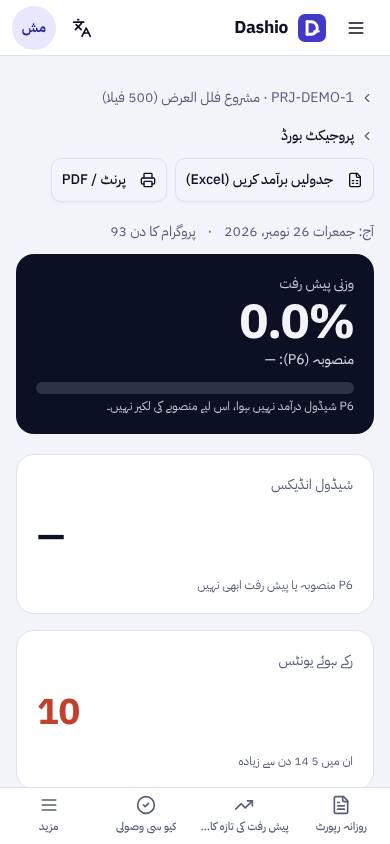 Dashio
مش
PRJ-DEMO-1 · مشروع فلل العرض (500 فيلا)
پروجیکٹ بورڈ
جدولیں برآمد کریں (Excel)
پرنٹ / PDF
آج: جمعرات 26 نومبر، 2026 · پروگرام کا دن 93
وزنی پیش رفت
0.0%
منصوبہ (P6): —
P6 شیڈول درآمد نہیں ہوا، اس لیے منصوبے کی لکیر نہیں۔
شیڈول انڈیکس
—
P6 منصوبہ یا پیش رفت ابھی نہیں
رکے ہوئے یونٹس
10
ان میں 5 14 دن سے زیادہ
روزانہ رپورٹ
پیش رفت کی تازہ کا...
کیو سی وصولی
مزید